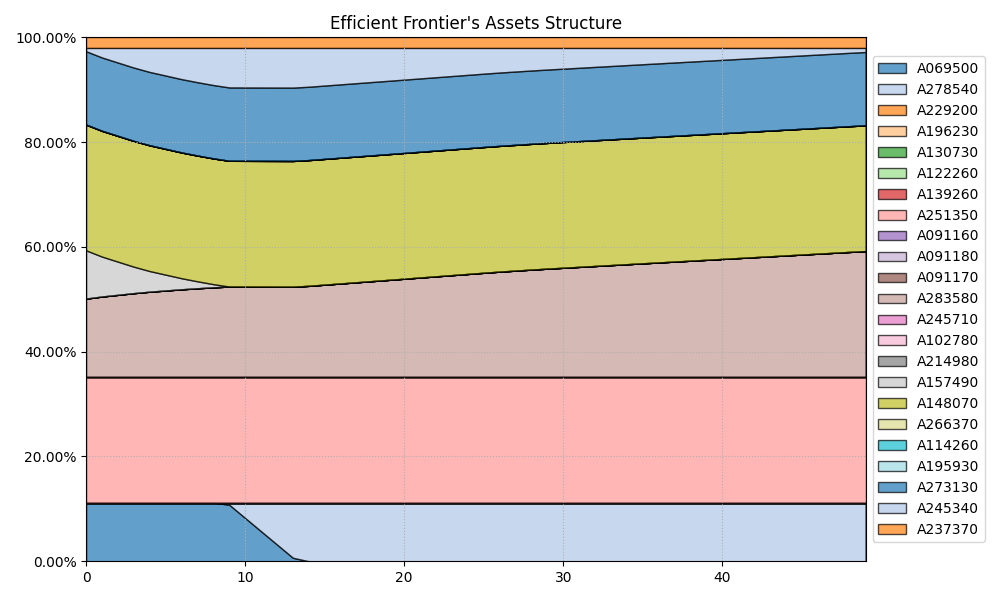 Efficient Frontier's Assets Structure
100.00%
80.00%
60.00%
40.00%
20.00%
0.00%
0
10
20
30
40
A069500
A278540
A229200
A196230
A130730
A122260
A139260
A251350
A091160
A091180
A091170
A283580
A245710
A102780
A214980
A157490
A148070
A266370
A114260
A195930
A273130
A245340
A237370